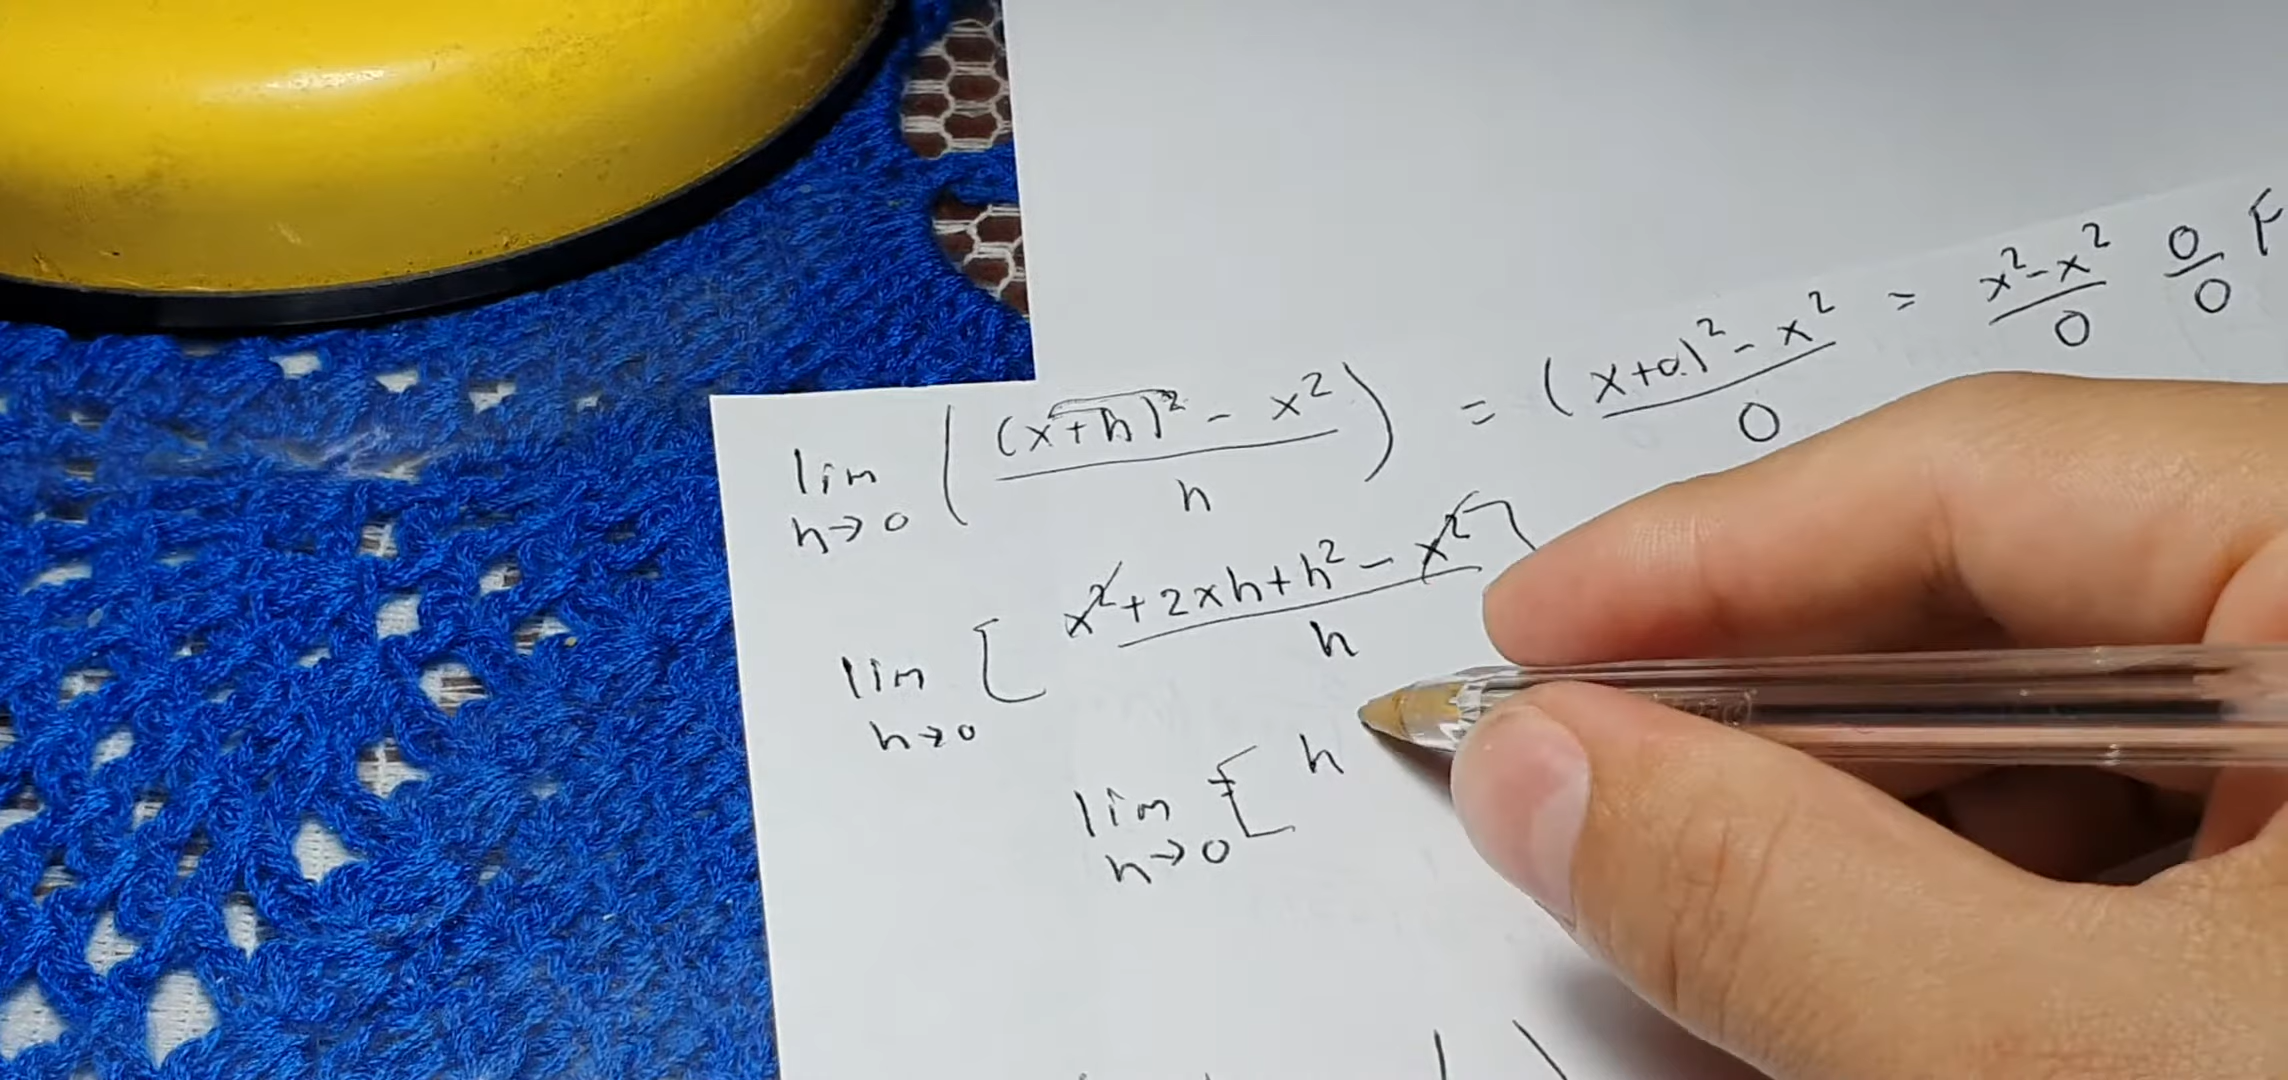 lim h→0 ( (x+h)² - x² / h ) = (x+0)² - x² / 0 = x² - x² / 0 0/0 F
lim h→0 [ x² + 2xh + h² - x² / h ]
lim h→0 [ h